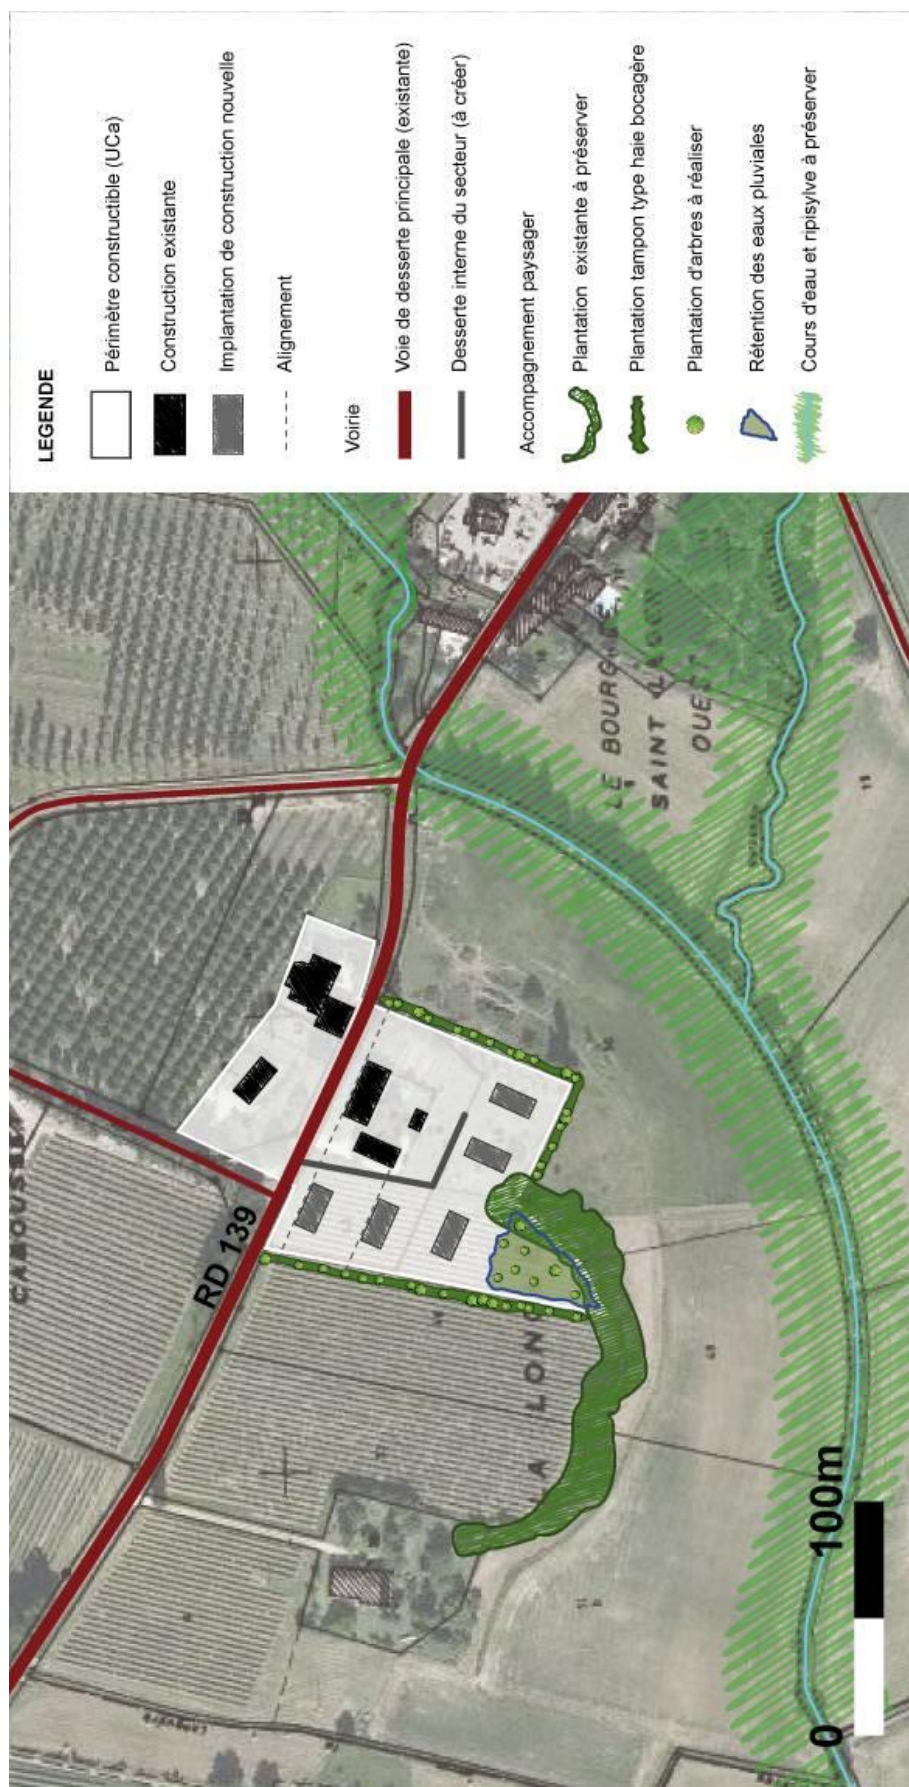 LEGENDE
Périmètre constructible (UCa)
Construction existante
Implantation de construction nouvelle
Alignement
Voirie
Voie de desserte principale (existante)
Desserte interne du secteur (à créer)
Accompagnement paysager
Plantation existante à préserver
Plantation tampon type haie bocagère
Plantation d'arbres à réaliser
Rétention des eaux pluviales
Cours d'eau et ripisylve à préserver
RD 139
LE BOURG
SAINT
OUEST
LA LONG
0
100m